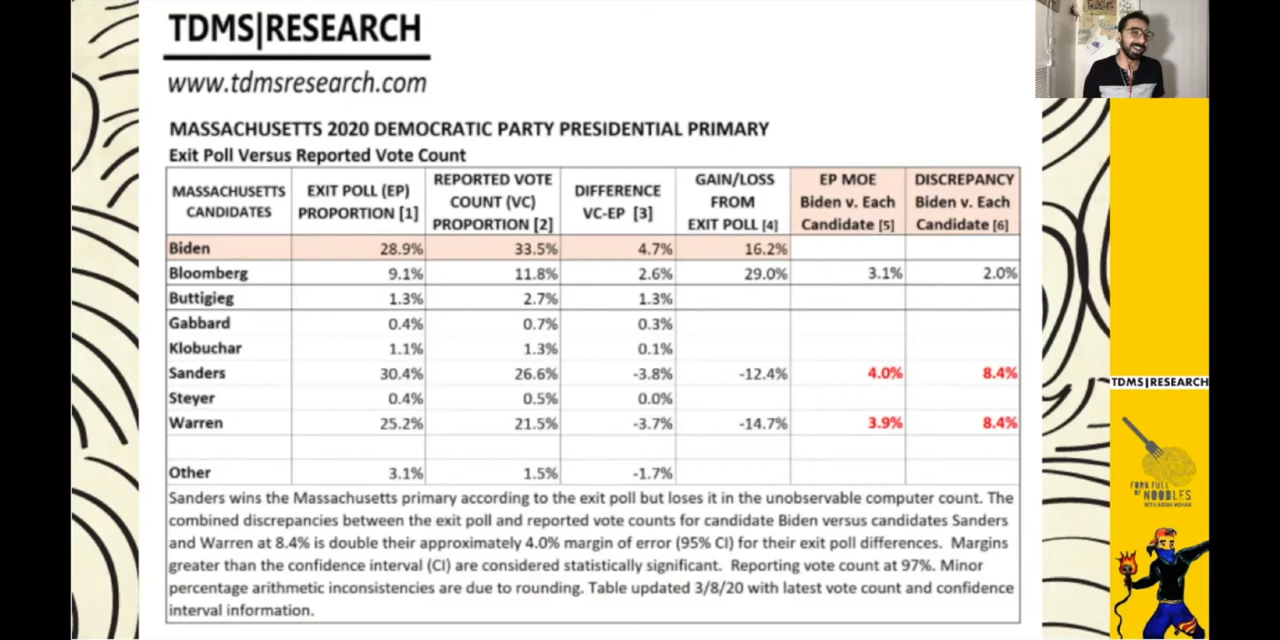 TDMS|RESEARCH
www.tdmsresearch.com
MASSACHUSETTS 2020 DEMOCRATIC PARTY PRESIDENTIAL PRIMARY
Exit Poll Versus Reported Vote Count
MASSACHUSETTS CANDIDATES EXIT POLL (EP) PROPORTION [1] REPORTED VOTE COUNT (VC) PROPORTION [2] DIFFERENCE VC-EP [3] GAIN/LOSS FROM EXIT POLL [4] EP MOE Biden v. Each Candidate [5] DISCREPANCY Biden v. Each Candidate [6]
Biden 28.9% 33.5% 4.7% 16.2%
Bloomberg 9.1% 11.8% 2.6% 29.0% 3.1% 2.0%
Buttigieg 1.3% 2.7% 1.3%
Gabbard 0.4% 0.7% 0.3%
Klobuchar 1.1% 1.3% 0.1%
Sanders 30.4% 26.6% -3.8% -12.4% 4.0% 8.4%
Steyer 0.4% 0.5% 0.0%
Warren 25.2% 21.5% -3.7% -14.7% 3.9% 8.4%
Other 3.1% 1.5% -1.7%
Sanders wins the Massachusetts primary according to the exit poll but loses it in the unobservable computer count. The
combined discrepancies between the exit poll and reported vote counts for candidate Biden versus candidates Sanders
and Warren at 8.4% is double their approximately 4.0% margin of error (95% CI) for their exit poll differences. Margins
greater than the confidence interval (CI) are considered statistically significant. Reporting vote count at 97%. Minor
percentage arithmetic inconsistencies are due to rounding. Table updated 3/8/20 with latest vote count and confidence
interval information.
TDMS|RESEARCH
FORK FULL
OF NOODLES